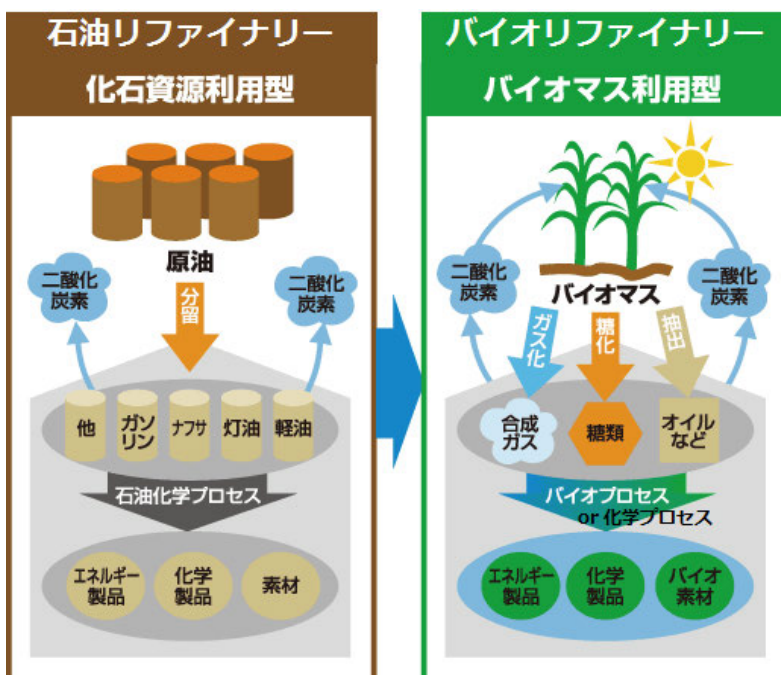 石油リファイナリー
化石資源利用型
原油
二酸化
炭素
二酸化
炭素
分留
他
ガソ
リン
ナフサ
灯油
軽油
石油化学プロセス
エネルギー
製品
化学
製品
素材
バイオリファイナリー
バイオマス利用型
二酸化
炭素
二酸化
炭素
バイオマス
ガス化
糖化
抽出
合成
ガス
糖類
オイル
など
バイオプロセス
or 化学プロセス
エネルギー
製品
化学
製品
バイオ
素材